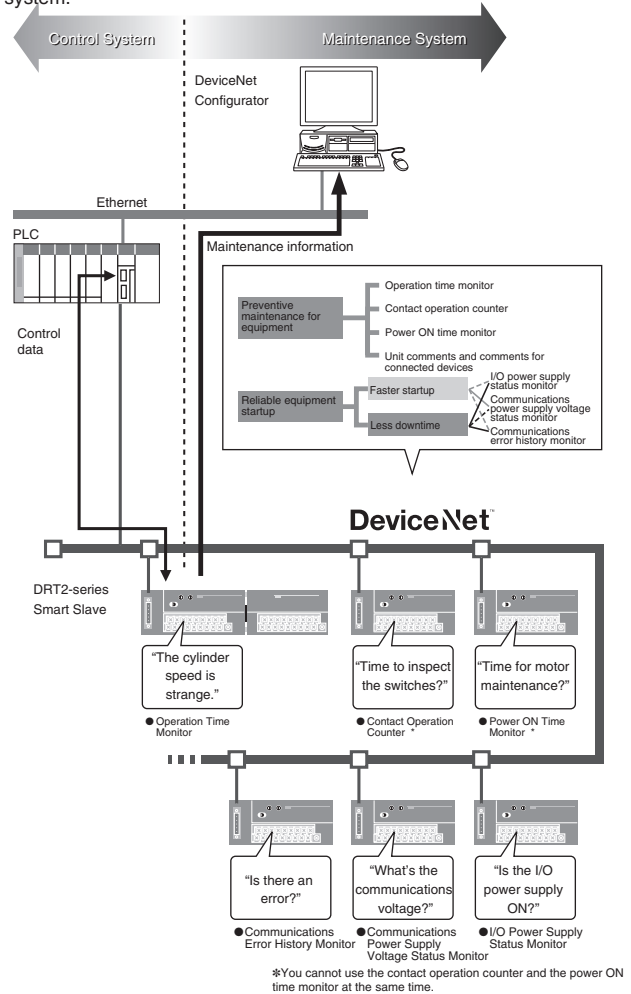 system.
Control System
Maintenance System
DeviceNet
Configurator
Ethernet
PLC
Maintenance information
Control
data
Preventive
maintenance for
equipment
Operation time monitor
Contact operation counter
Power ON time monitor
Unit comments and comments for
connected devices
Reliable equipment
startup
Faster startup
Less downtime
I/O power supply
status monitor
Communications
power supply voltage
status monitor
Communications
error history monitor
DeviceNet™
DRT2-series
Smart Slave
“The cylinder
speed is
strange.”
“Time to inspect
the switches?”
“Time for motor
maintenance?”
●Operation Time
Monitor
●Contact Operation
Counter *
●Power ON Time
Monitor *
“Is there an
error?”
“What's the
communications
voltage?”
“Is the I/O
power supply
ON?”
●Communications
Error History Monitor
●Communications
Power Supply
Voltage Status Monitor
●I/O Power Supply
Status Monitor
✽You cannot use the contact operation counter and the power ON
time monitor at the same time.